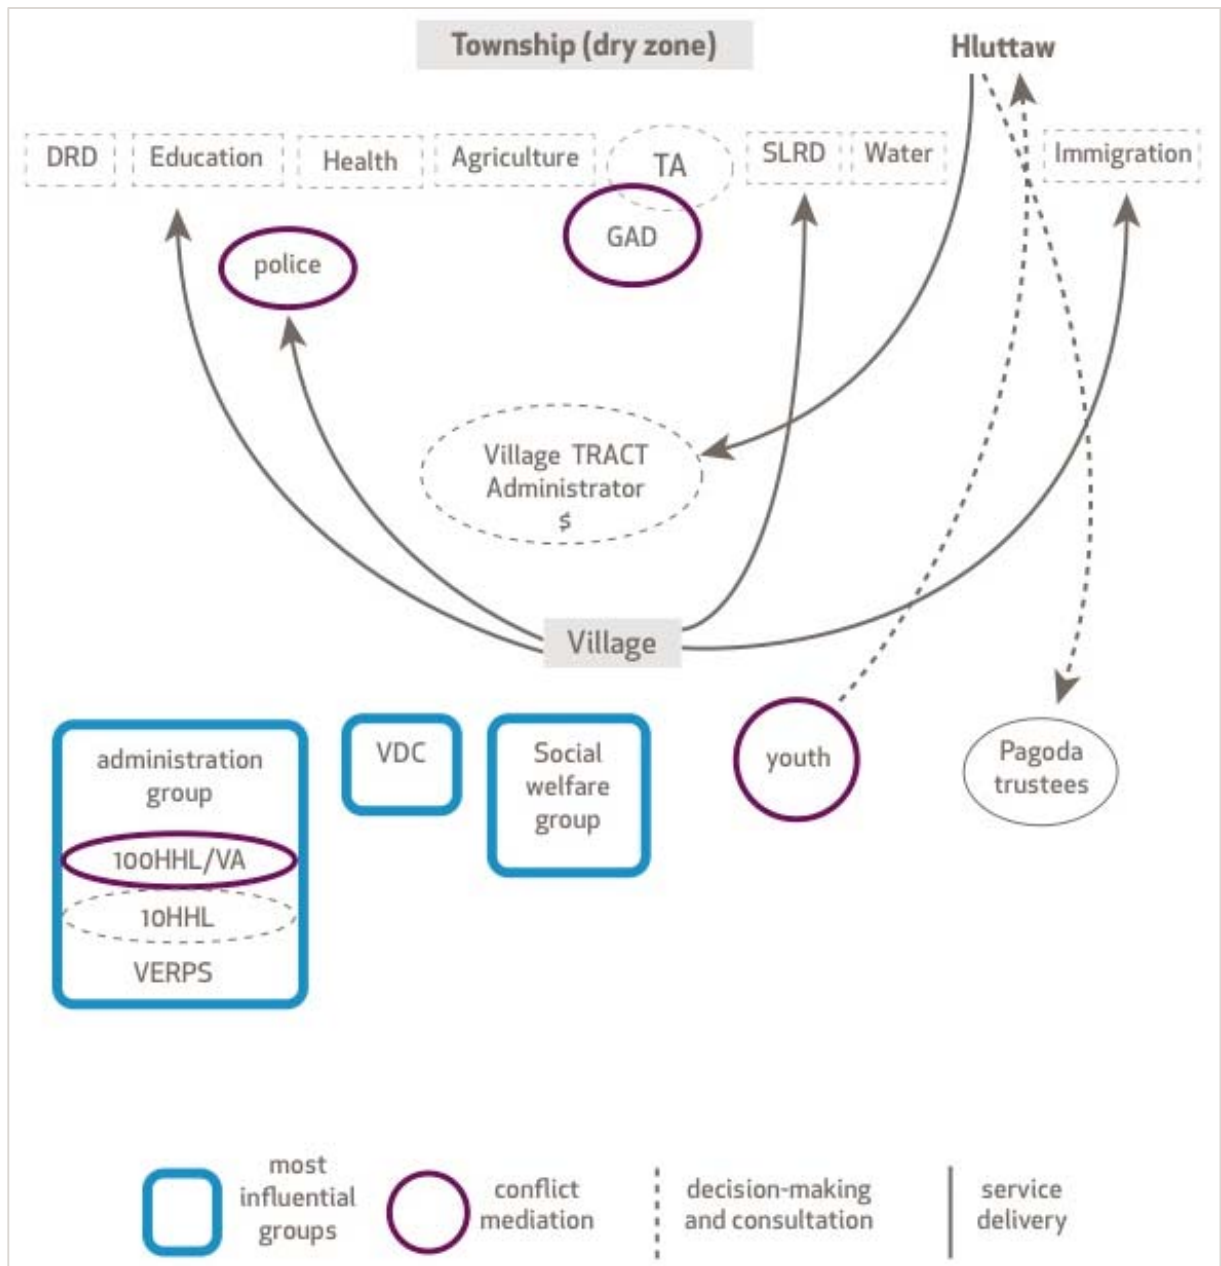 Township (dry zone)
Hluttaw
DRD
Education
Health
Agriculture
TA
SLRD
Water
Immigration
police
GAD
Village TRACT
Administrator
$
Village
administration
group
100HHL/VA
10HHL
VERPS
VDC
Social
welfare
group
youth
Pagoda
trustees
most
influential
groups
conflict
mediation
decision-making
and consultation
service
delivery